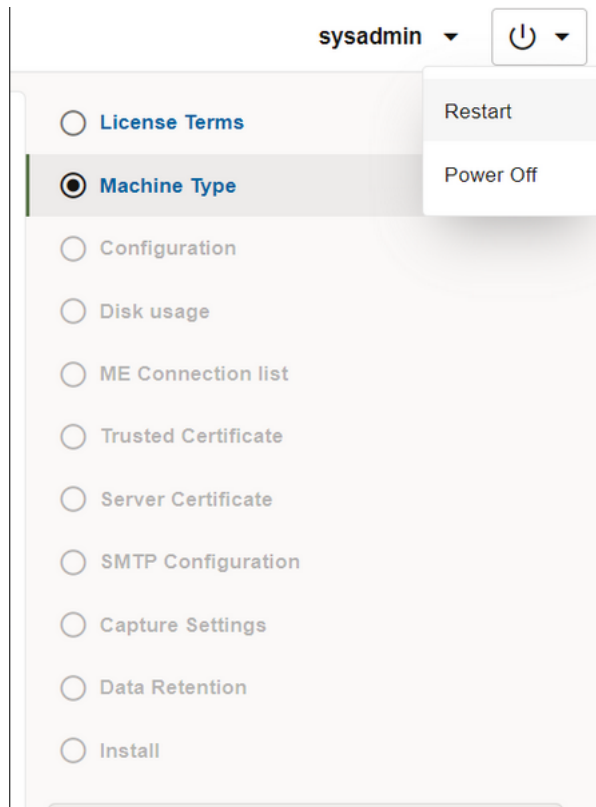 sysadmin
Restart
Power Off
License Terms
Machine Type
Configuration
Disk usage
ME Connection list
Trusted Certificate
Server Certificate
SMTP Configuration
Capture Settings
Data Retention
Install